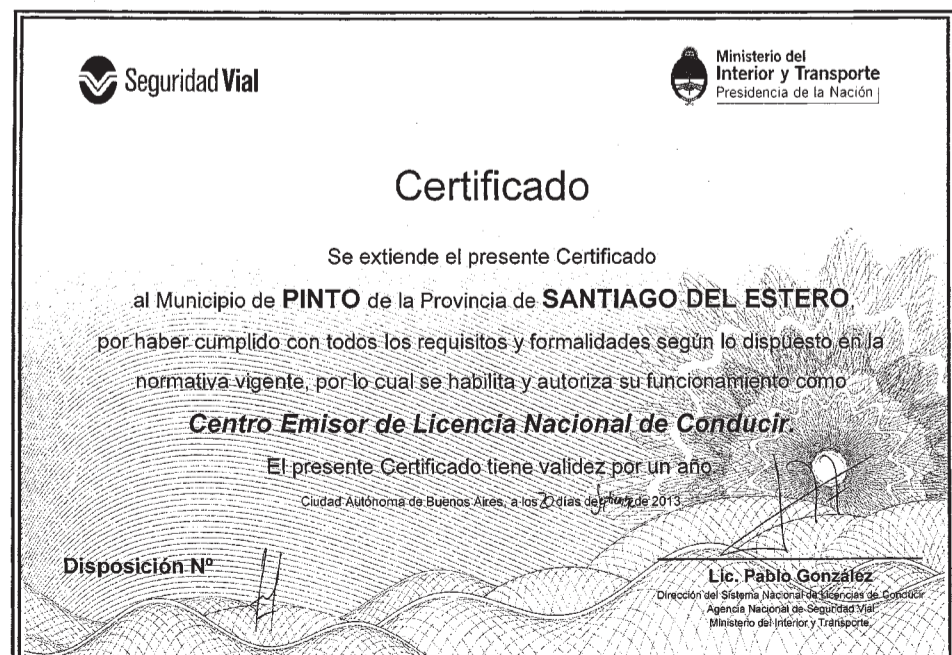 Seguridad Vial
Ministerio del
Interior y Transporte
Presidencia de la Nación
Certificado
Se extiende el presente Certificado
al Municipio de PINTO de la Provincia de SANTIAGO DEL ESTERO,
por haber cumplido con todos los requisitos y formalidades según lo dispuesto en la
normativa vigente, por lo cual se habilita y autoriza su funcionamiento como
Centro Emisor de Licencia Nacional de Conducir.
El presente Certificado tiene validez por un año.
Ciudad Autónoma de Buenos Aires, a los días de de 2013
Disposición Nº
Lic. Pablo González
Dirección del Sistema Nacional de Licencias de Conducir
Agencia Nacional de Seguridad Vial
Ministerio del Interior y Transporte